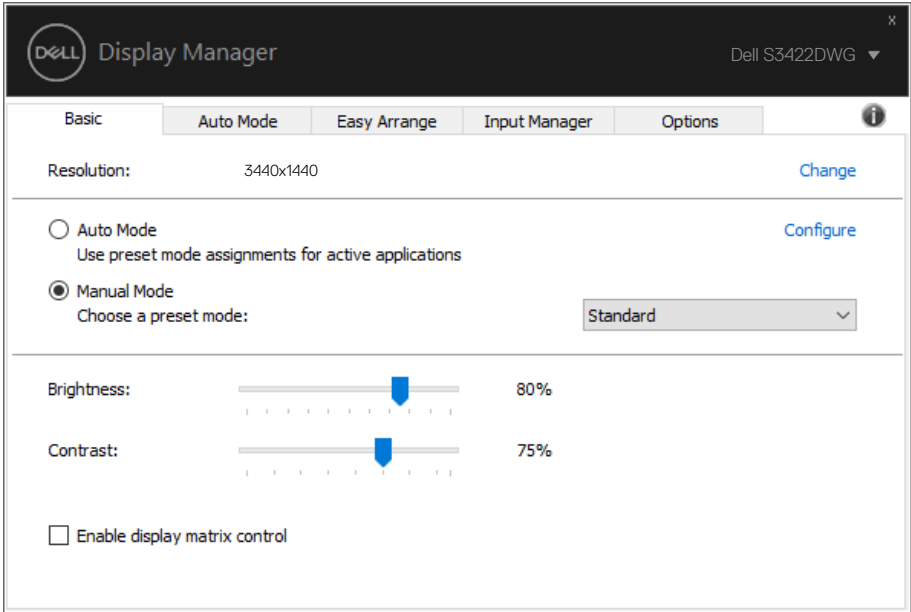 DELL Display Manager
x
Dell S3422DWG
Basic Auto Mode Easy Arrange Input Manager Options
Resolution: 3440x1440 Change
Auto Mode Configure
Use preset mode assignments for active applications
Manual Mode
Choose a preset mode: Standard
Brightness: 80%
Contrast: 75%
Enable display matrix control